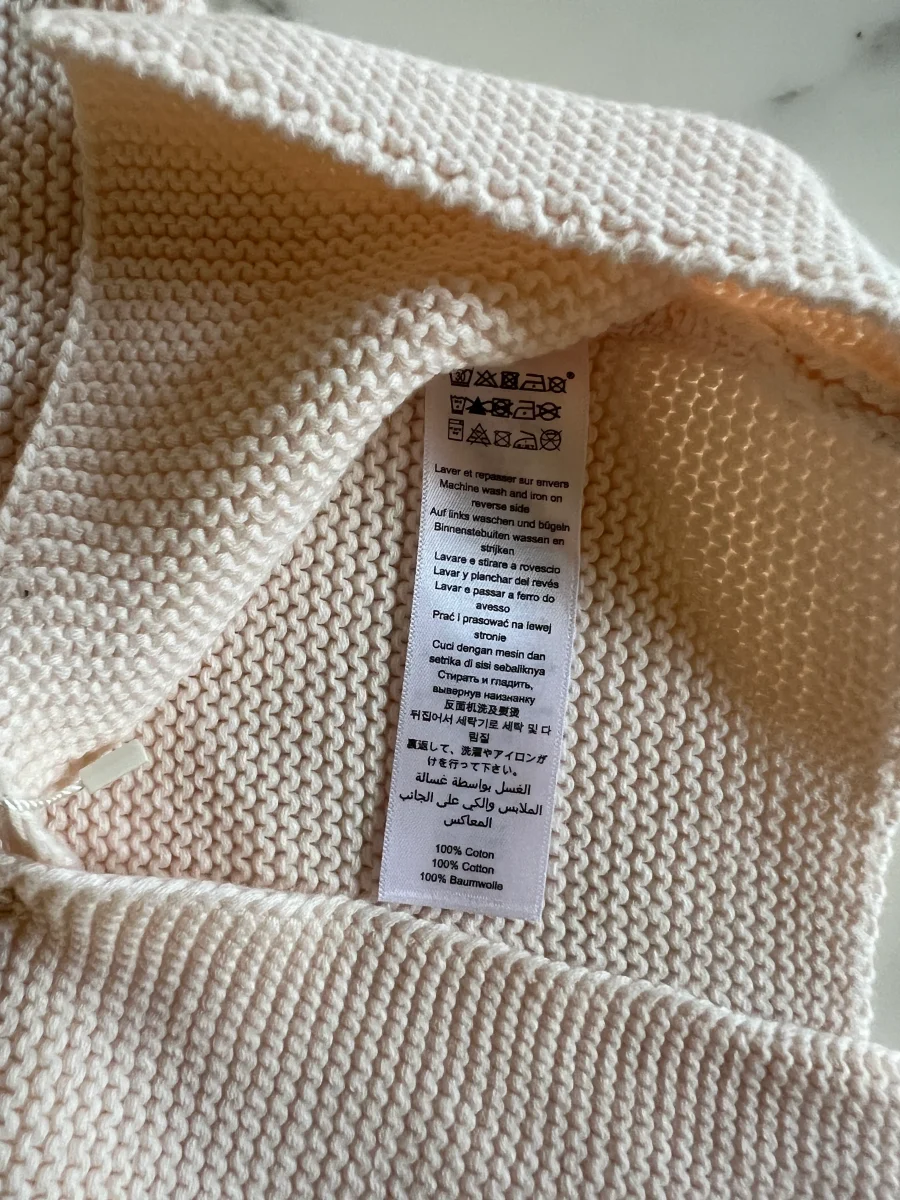 30
Laver et repasser sur envers
Machine wash and iron on
reverse side
Auf links waschen und bügeln
Binnenstebuiten wassen en
strijken
Lavare e stirare a rovescio
Lavar y planchar del revés
Lavar e passar a ferro do
avesso
Prać i prasować na lewej
stronie
Cuci dengan mesin dan
setrika di sisi sebaliknya
Стирать и гладить,
вывернув наизнанку
反面机洗及熨烫
뒤집어서 세탁기로 세탁 및 다
림질
裏返して、洗濯やアイロンが
けを行って下さい。
الغسل بواسطة غسالة
الملابس والكي على الجانب
المعاكس
100% Coton
100% Cotton
100% Baumwolle